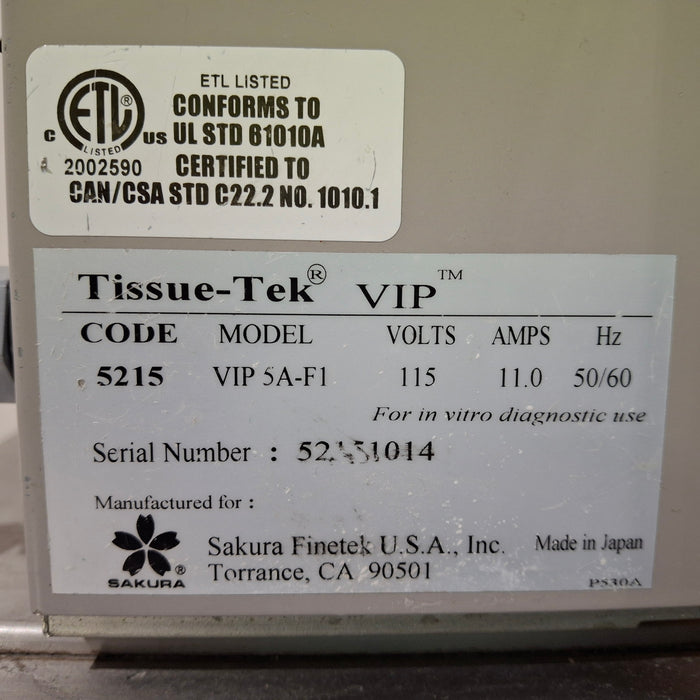 ETL LISTED
CONFORMS TO
UL STD 61010A
CERTIFIED TO
CAN/CSA STD C22.2 NO. 1010.1
C ETL® US
LISTED
2002590
Tissue-Tek® VIP™
CODE MODEL VOLTS AMPS Hz
5215 VIP 5A-F1 115 11.0 50/60
For in vitro diagnostic use
Serial Number :
Manufactured for :
SAKURA®
Sakura Finetek U.S.A., Inc. Made in Japan
Torrance, CA 90501
P530A